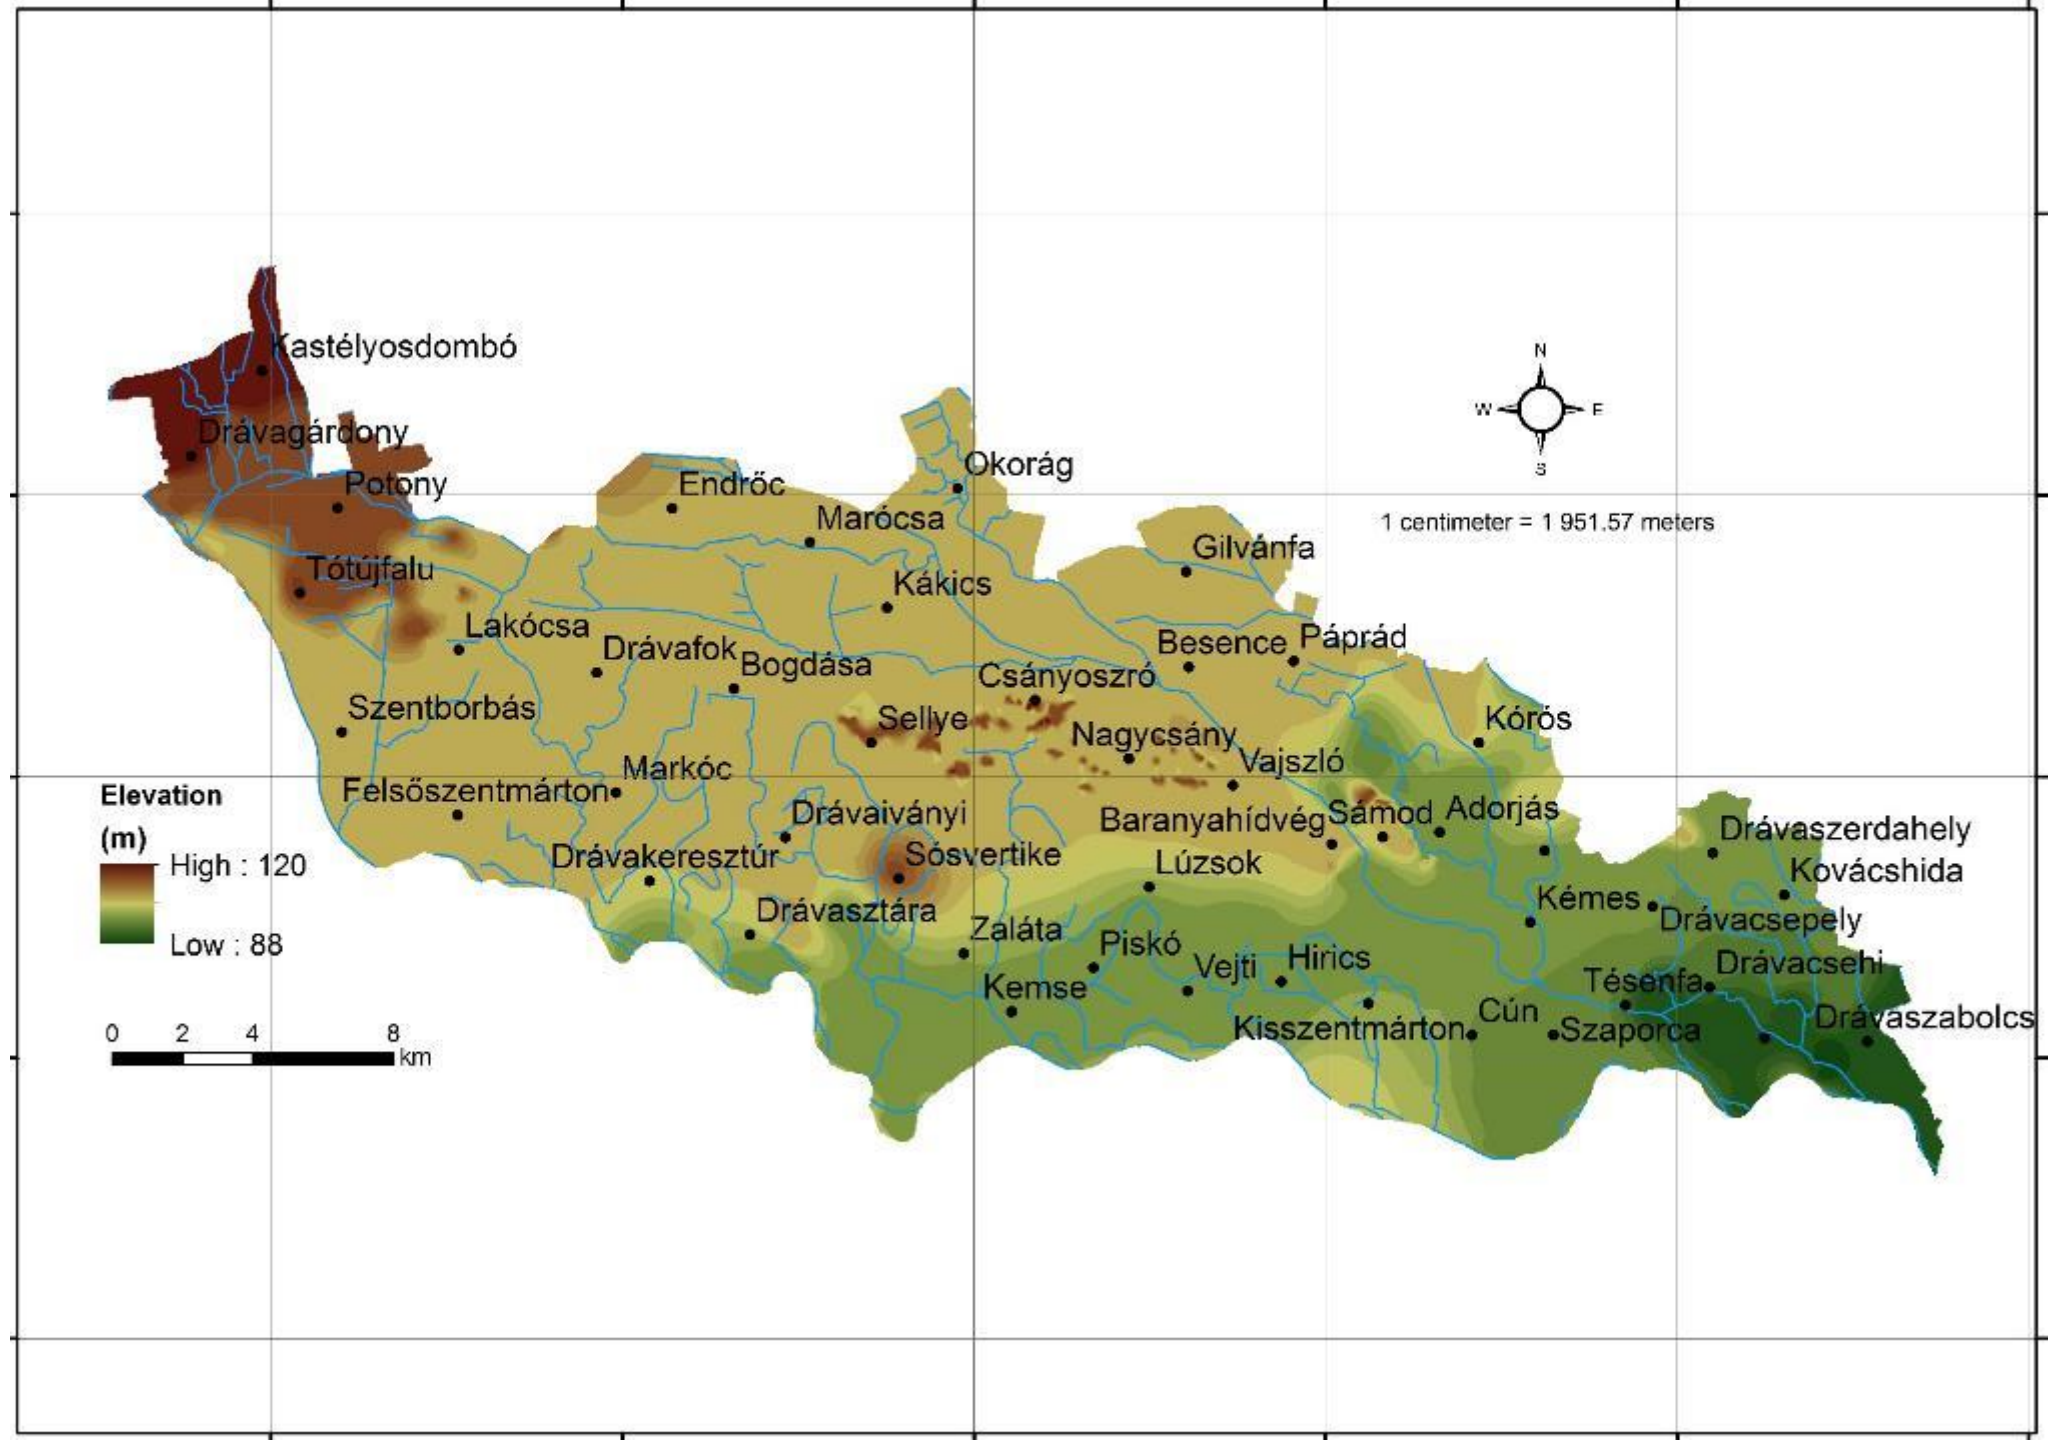 Kastélyosdombó
N
W
E
S
Drávagárdony
Okorág
Potony
Endrőc
Marócsa
1 centimeter = 1 951.57 meters
Gilvánfa
Tótújfalu
Kákics
Lakócsa
Drávafok
Bogdása
Besence
Páprád
Csányoszró
Szentborbás
Sellye
Nagycsány
Kórós
Vajszló
Markóc
Felsőszentmárton
Elevation
(m)
High : 120
Low : 88
Drávaiványi
Baranyahídvég
Sámod
Adorjás
Drávaszerdahely
Drávakeresztúr
Sósvertike
Lúzsok
Kovácshida
Drávasztára
Kémes
Drávacsepely
Zaláta
Piskó
Vejti
Hirics
Drávacsehi
Tésenfa
Kemse
Cún
Kisszentmárton
Szaporca
Drávaszabolcs
0 2 4 8
km